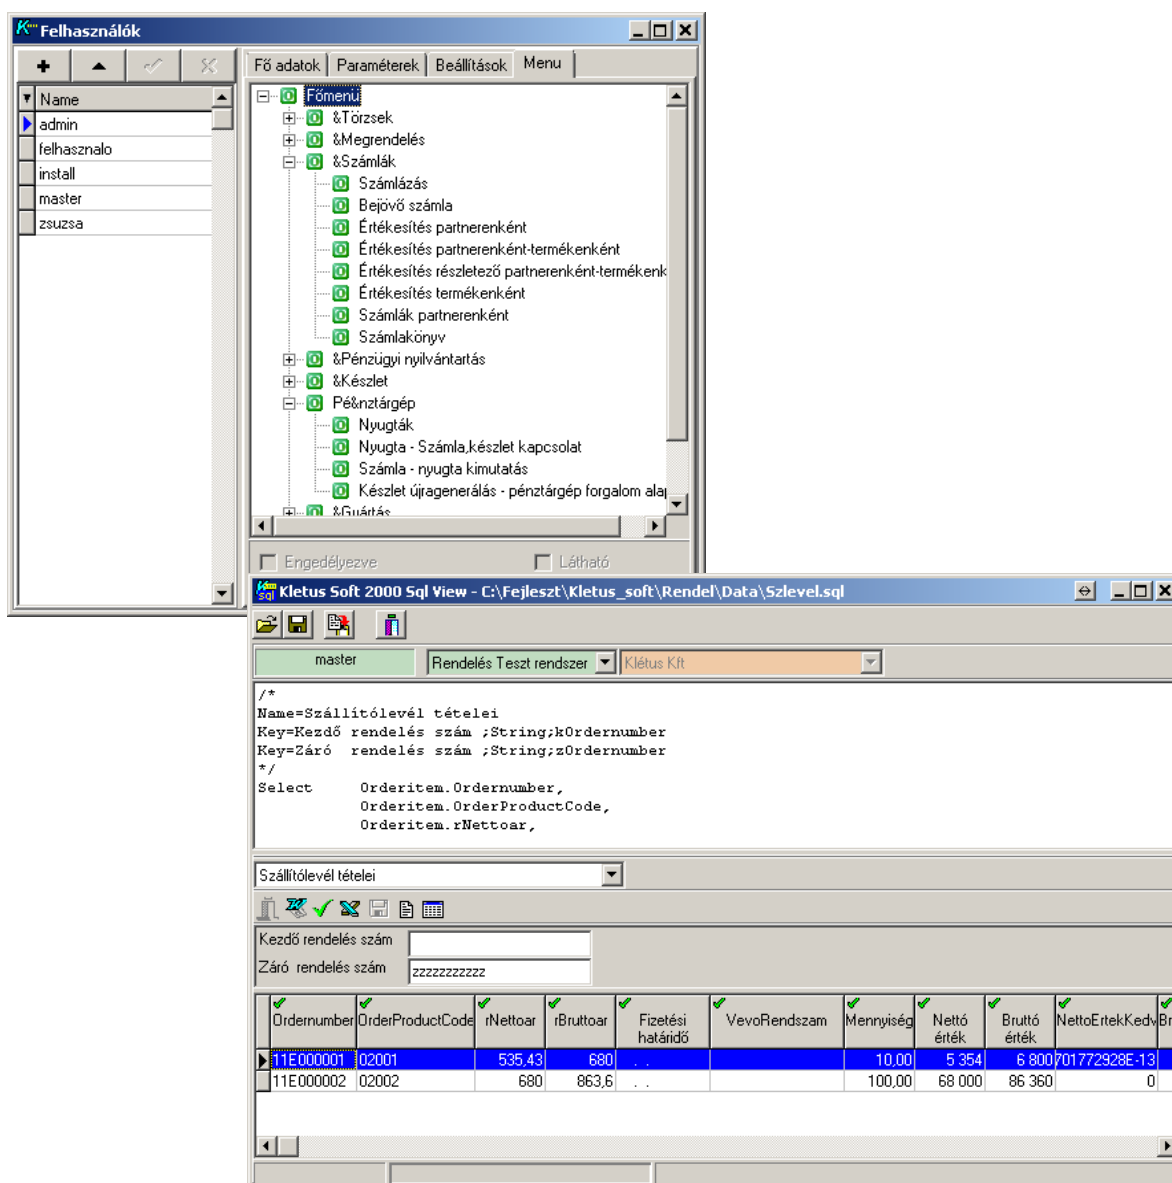 Felhasználók
Fő adatok Paraméterek Beállítások Menu
Name
admin
felhasznalo
install
master
zsuzsa
Főmenü
&Törzsek
&Megrendelés
&Számlák
Számlázás
Bejövő számla
Értékesítés partnerenként
Értékesítés partnerenként-termékenként
Értékesítés részletező partnerenként-termékenk
Értékesítés termékenként
Számlák partnerenként
Számlakönyv
&Pénzügyi nyilvántartás
&Készlet
Pé&nztárgép
Nyugták
Nyugta - Számla,készlet kapcsolat
Számla - nyugta kimutatás
Készlet újragenerálás - pénztárgép forgalom alap
&Gyártás
Engedélyezve Látható
Kletus Soft 2000 Sql View - C:\Fejleszt\Kletus_soft\Rendel\Data\Szlevel.sql
master Rendelés Teszt rendszer Klétus Kft
/*
Name=Szállítólevél tételei
Key=Kezdő rendelés szám ;String;kOrdernumber
Key=Záró  rendelés szám ;String;zOrdernumber
*/
Select Orderitem.Ordernumber,
Orderitem.OrderProductCode,
Orderitem.rNettoar,
Szállítólevél tételei
Kezdő rendelés szám
Záró rendelés szám zzzzzzzzzzz
Ordernumber OrderProductCode rNettoar rBruttoar Fizetési határidő VevoRendszam Mennyiség Nettó érték Bruttó érték NettoErtekKedv Br
11E000001 02001 535,43 680 . . 10,00 5 354 6 800 701772928E-13
11E000002 02002 680 863,6 . . 100,00 68 000 86 360 0